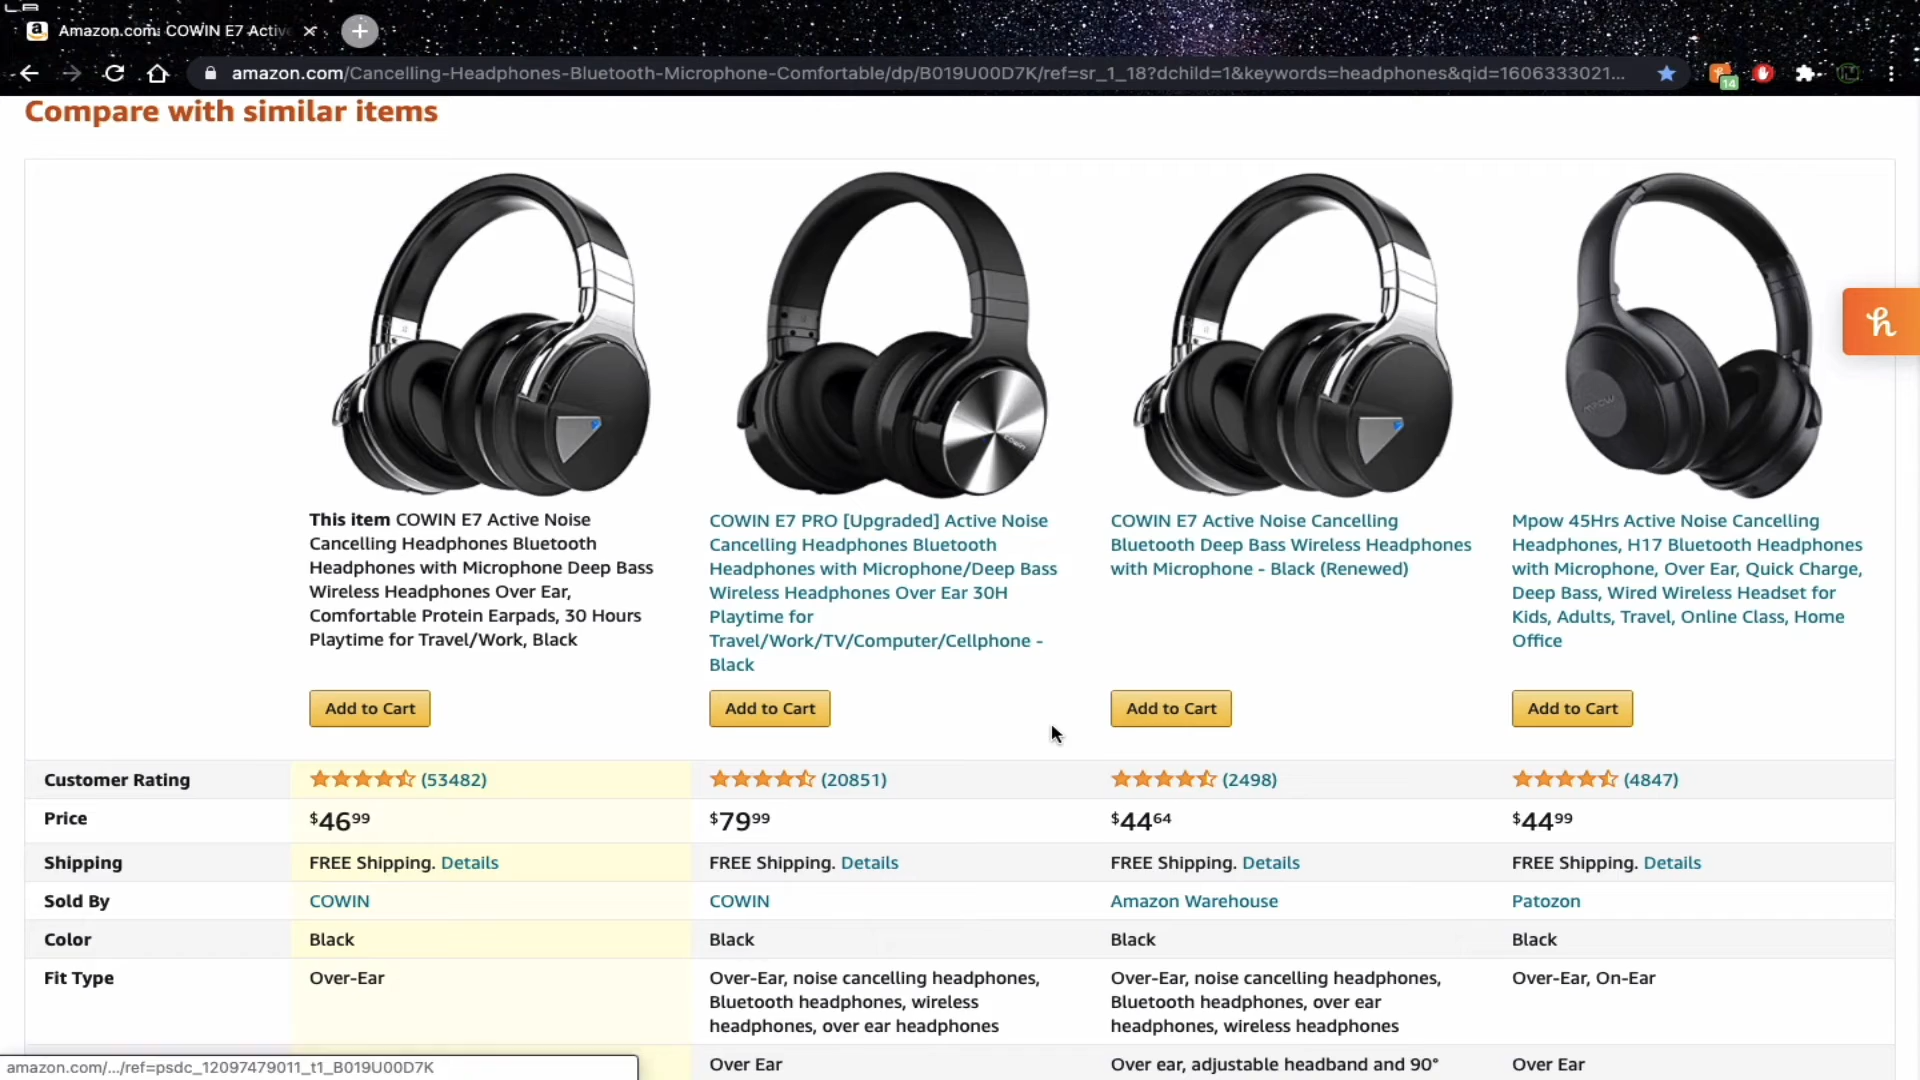 Amazon.com: COWIN E7 Activ
amazon.com/Cancelling-Headphones-Bluetooth-Microphone-Comfortable/dp/B019U00D7K/ref=sr_1_18?dchild=1&keywords=headphones&qid=1606333021...
14
Compare with similar items
h
This item COWIN E7 Active Noise
Cancelling Headphones Bluetooth
Headphones with Microphone Deep Bass
Wireless Headphones Over Ear,
Comfortable Protein Earpads, 30 Hours
Playtime for Travel/Work, Black
COWIN E7 PRO [Upgraded] Active Noise
Cancelling Headphones Bluetooth
Headphones with Microphone/Deep Bass
Wireless Headphones Over Ear 30H
Playtime for
Travel/Work/TV/Computer/Cellphone -
Black
COWIN E7 Active Noise Cancelling
Bluetooth Deep Bass Wireless Headphones
with Microphone - Black (Renewed)
Mpow 45Hrs Active Noise Cancelling
Headphones, H17 Bluetooth Headphones
with Microphone, Over Ear, Quick Charge,
Deep Bass, Wired Wireless Headset for
Kids, Adults, Travel, Online Class, Home
Office
Add to Cart Add to Cart Add to Cart Add to Cart
Customer Rating (53482) (20851) (2498) (4847)
Price $46.99 $79.99 $44.64 $44.99
Shipping FREE Shipping. Details FREE Shipping. Details FREE Shipping. Details FREE Shipping. Details
Sold By COWIN COWIN Amazon Warehouse Patozon
Color Black Black Black Black
Fit Type Over-Ear
Over-Ear, noise cancelling headphones,
Bluetooth headphones, wireless
headphones, over ear headphones
Over-Ear, noise cancelling headphones,
Bluetooth headphones, over ear
headphones, wireless headphones
Over-Ear, On-Ear
Over Ear
Over ear, adjustable headband and 90°
Over Ear
amazon.com/.../ref=psdc_12097479011_t1_B019U00D7K